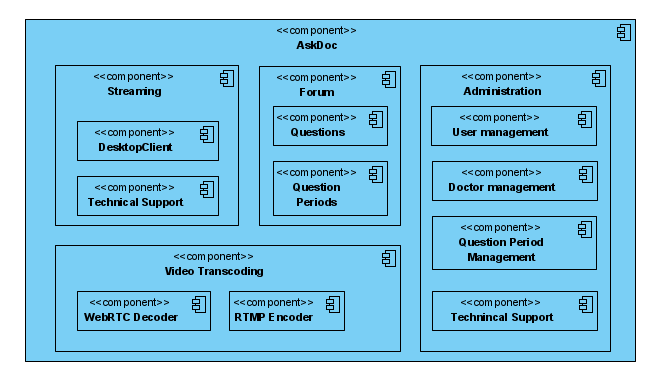 <<component>>
AskDoc
<<component>>
Streaming
<<component>>
DesktopClient
<<component>>
Technical Support
<<component>>
Forum
<<component>>
Questions
<<component>>
Question
Periods
<<component>>
Administration
<<component>>
User management
<<component>>
Doctor management
<<component>>
Question Period
Management
<<component>>
Technincal Support
<<component>>
Video Transcoding
<<component>>
WebRTC Decoder
<<component>>
RTMP Encoder